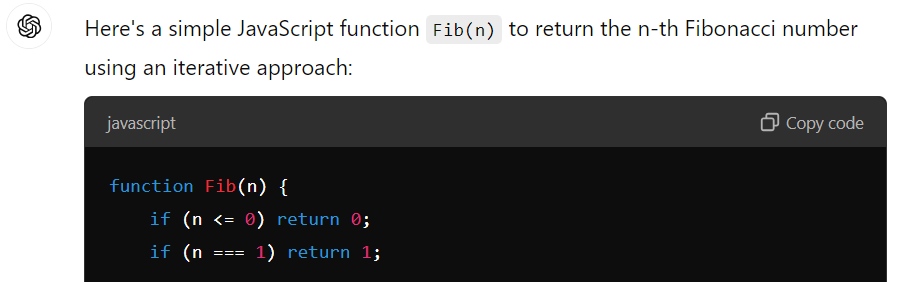 Here's a simple JavaScript function Fib(n) to return the n-th Fibonacci number
using an iterative approach:
javascript
Copy code
function Fib(n) {
    if (n <= 0) return 0;
    if (n === 1) return 1;